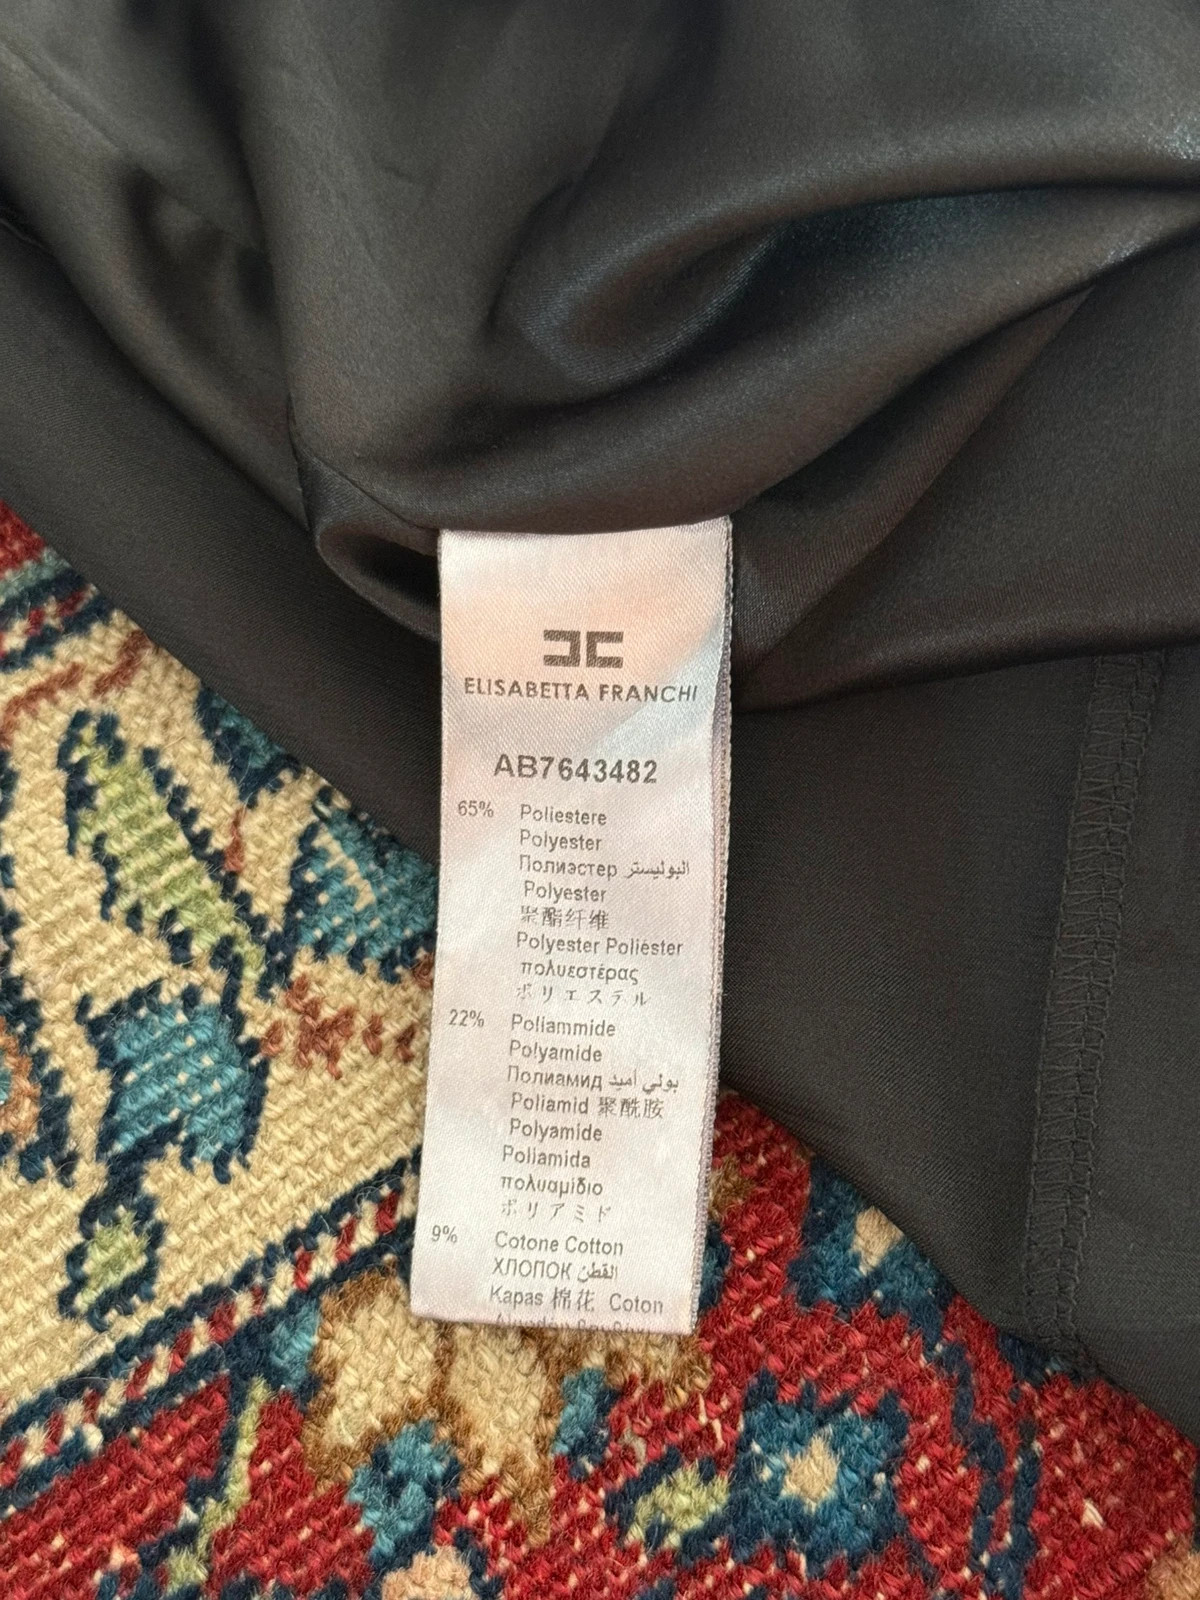 ELISABETTA FRANCHI
AB7643482
65% Poliestere
Polyester
Полиэстер البوليستر
Polyester
聚酯纤维
Polyester Poliéster
πολυεστέρας
ポリエステル
22% Poliammide
Polyamide
Полиамид بولي أميد
Poliamid 聚酰胺
Polyamide
Poliamida
πολυαμίδιο
ポリアミド
9% Cotone Cotton
ХЛОПОК القطن
Kapas 棉花 Coton